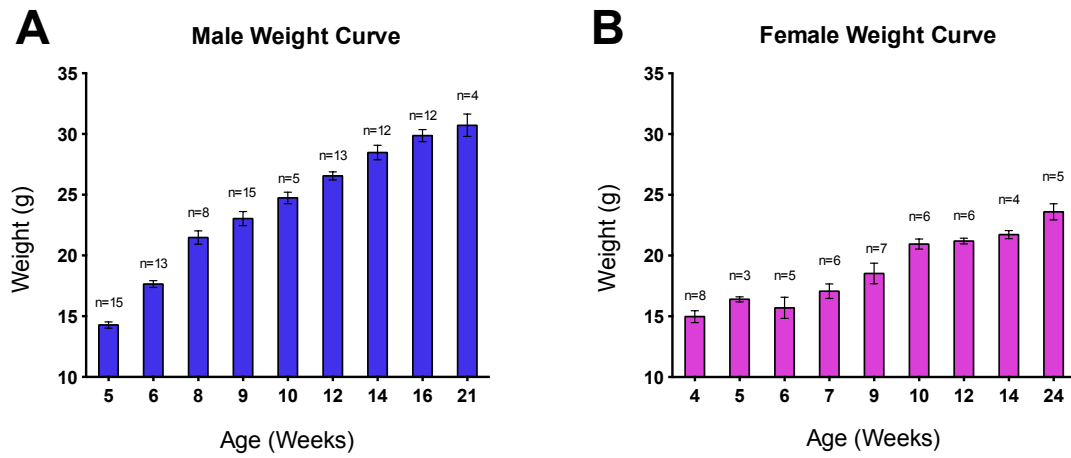 A
Male Weight Curve
Weight (g)
35
30
25
20
15
10
n=15
n=13
n=8
n=15
n=5
n=13
n=12
n=12
n=4
5 6 8 9 10 12 14 16 21
Age (Weeks)
B
Female Weight Curve
Weight (g)
35
30
25
20
15
10
n=8
n=3
n=5
n=6
n=7
n=6
n=6
n=4
n=5
4 5 6 7 9 10 12 14 24
Age (Weeks)